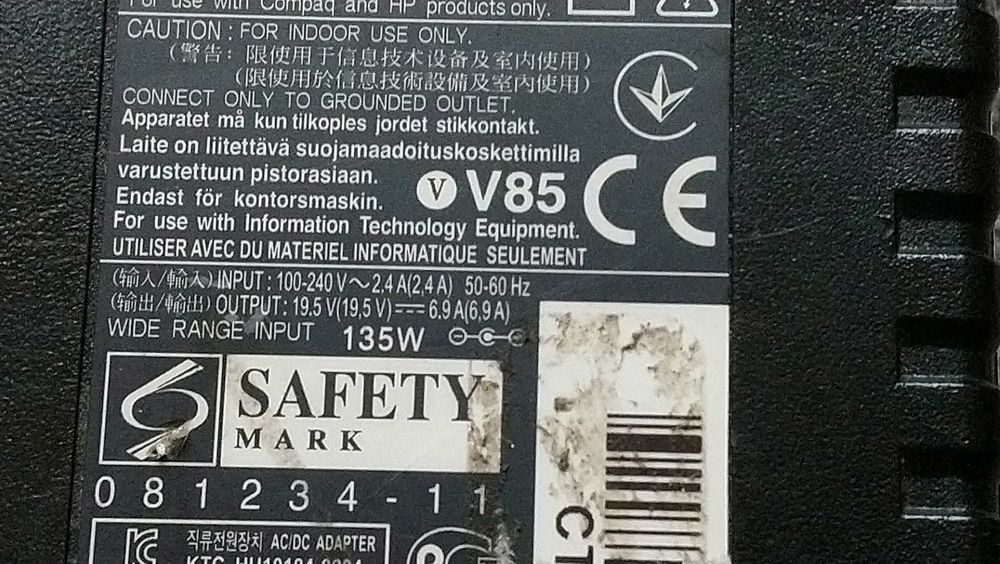 For use with Compaq and HP products only.
CAUTION : FOR INDOOR USE ONLY.
(警告: 限使用于信息技术设备及室内使用)
(限使用於信息技術設備及室內使用)
CONNECT ONLY TO GROUNDED OUTLET.
Apparatet må kun tilkoples jordet stikkontakt.
Laite on liitettävä suojamaadoituskoskettimilla
varustettuun pistorasiaan.
Endast för kontorsmaskin.
V V85 CE
For use with Information Technology Equipment.
UTILISER AVEC DU MATERIEL INFORMATIQUE SEULEMENT
(输入/輸入) INPUT : 100-240 V～2,4 A(2,4 A) 50-60 Hz
(输出/輸出) OUTPUT : 19.5 V(19,5 V)⎓ 6.9 A(6,9 A)
WIDE RANGE INPUT 135W
SAFETY
MARK
081234-11
직류전원장치 AC/DC ADAPTER